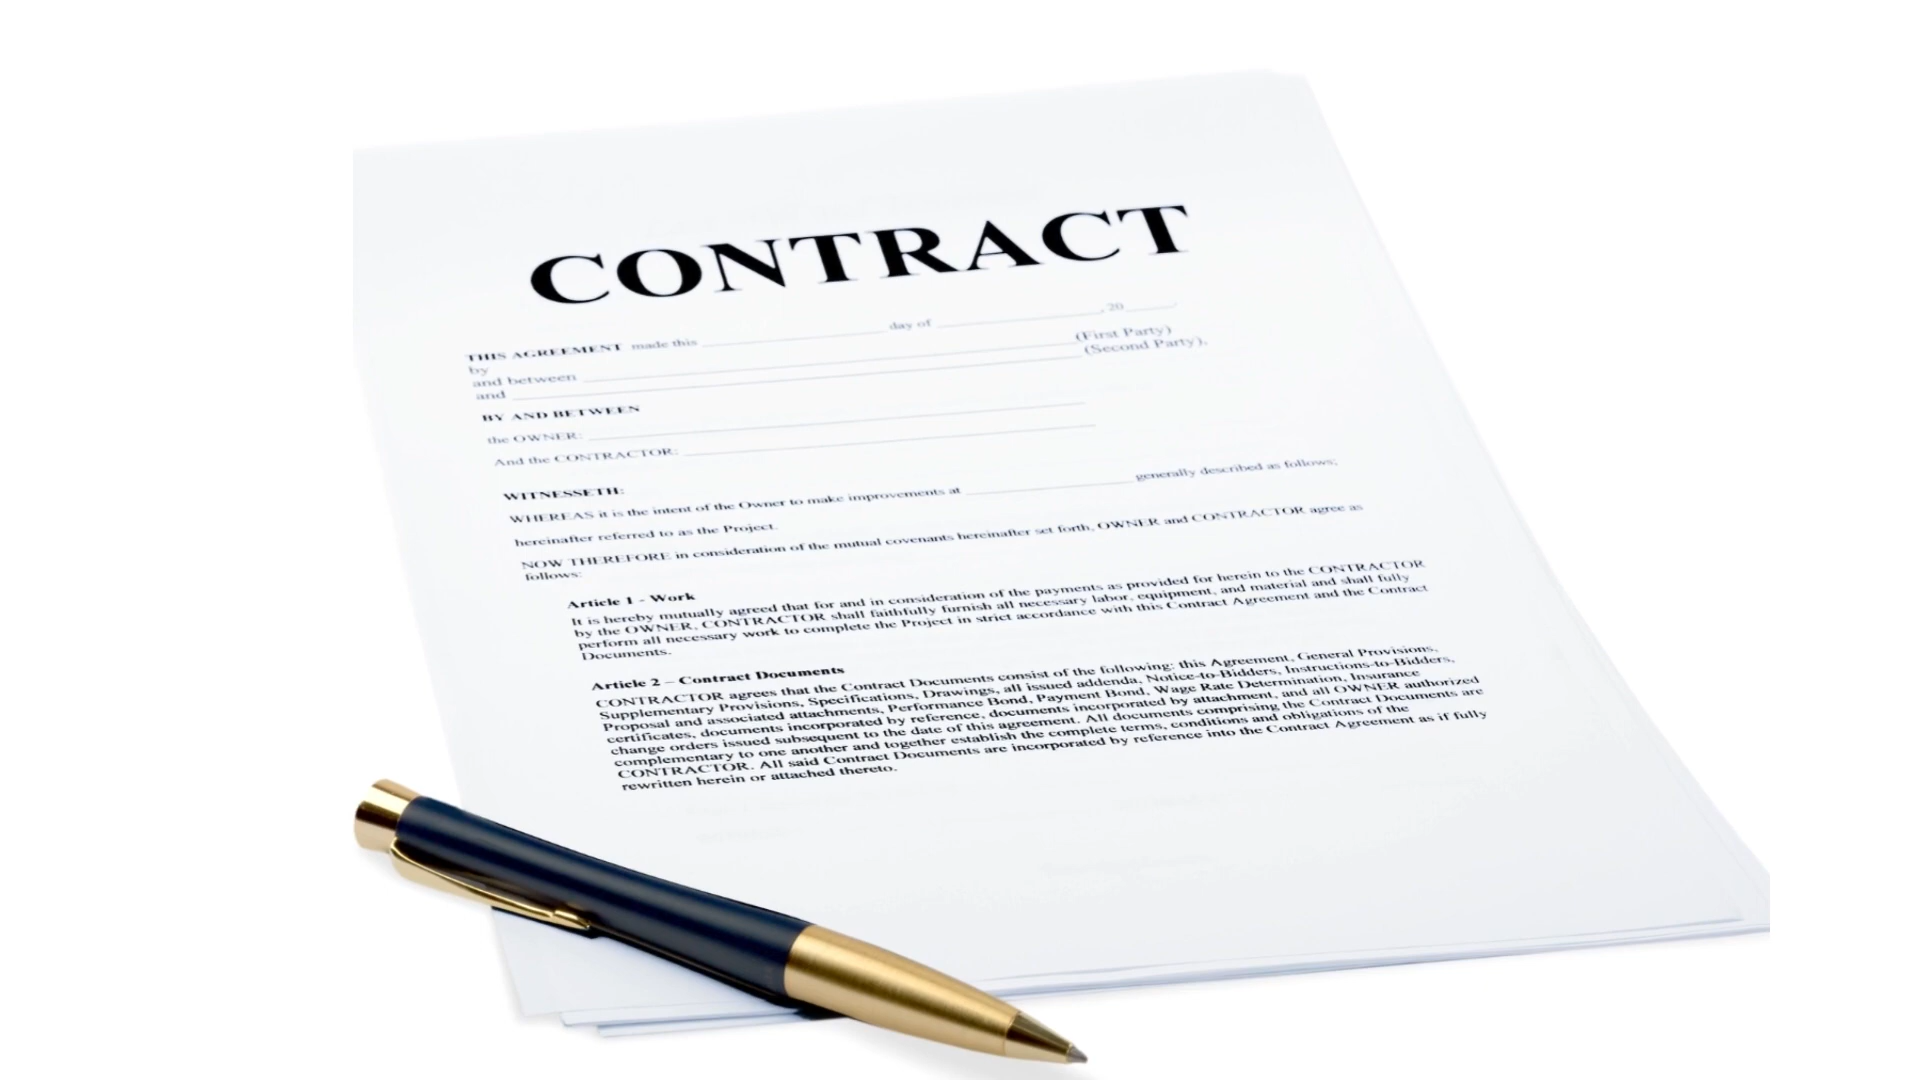 CONTRACT
THIS AGREEMENT made this ____________ day of ____________, 20____.
by
and between ____________ (First Party)
and ____________ (Second Party),
BY AND BETWEEN
the OWNER: ____________
And the CONTRACTOR: ____________
WITNESSETH:
WHEREAS it is the intent of the Owner to make improvements at ____________ generally described as follows;
hereinafter referred to as the Project.
NOW THEREFORE in consideration of the mutual covenants hereinafter set forth, OWNER and CONTRACTOR agree as
follows:
Article 1 - Work
It is hereby mutually agreed that for and in consideration of the payments as provided for herein to the CONTRACTOR
by the OWNER, CONTRACTOR shall faithfully furnish all necessary labor, equipment, and material and shall fully
perform all necessary work to complete the Project in strict accordance with this Contract Agreement and the Contract
Documents.
Article 2 – Contract Documents
CONTRACTOR agrees that the Contract Documents consist of the following: this Agreement, General Provisions,
Supplementary Provisions, Specifications, Drawings, all issued addenda, Notice-to-Bidders, Instructions-to-Bidders,
Proposal and associated attachments, Performance Bond, Payment Bond, Wage Rate Determination, Insurance
certificates, documents incorporated by reference, documents incorporated by attachment, and all OWNER authorized
change orders issued subsequent to the date of this agreement. All documents comprising the Contract Documents are
complementary to one another and together establish the complete terms, conditions and obligations of the
CONTRACTOR. All said Contract Documents are incorporated by reference into the Contract Agreement as if fully
rewritten herein or attached thereto.